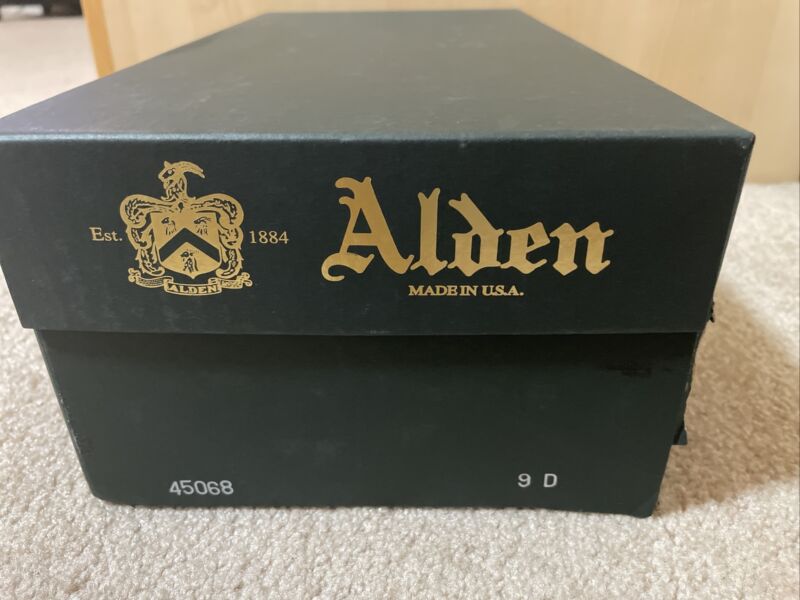 Est. 1884
ALDEN
Alden
MADE IN U.S.A.
45068
9 D